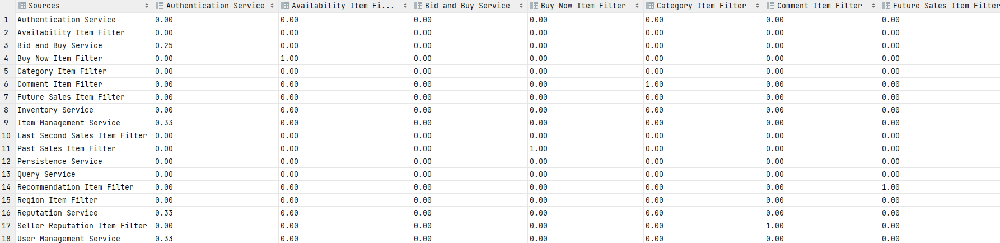 Sources Authentication Service Availability Item Fi... Bid and Buy Service Buy Now Item Filter Category Item Filter Comment Item Filter Future Sales Item Filter
1 Authentication Service 0.00 0.00 0.00 0.00 0.00 0.00 0.00
2 Availability Item Filter 0.00 0.00 0.00 0.00 0.00 0.00 0.00
3 Bid and Buy Service 0.25 0.00 0.00 0.00 0.00 0.00 0.00
4 Buy Now Item Filter 0.00 1.00 0.00 0.00 0.00 0.00 0.00
5 Category Item Filter 0.00 0.00 0.00 0.00 0.00 0.00 0.00
6 Comment Item Filter 0.00 0.00 0.00 0.00 1.00 0.00 0.00
7 Future Sales Item Filter 0.00 0.00 0.00 0.00 0.00 0.00 0.00
8 Inventory Service 0.00 0.00 0.00 0.00 0.00 0.00 0.00
9 Item Management Service 0.33 0.00 0.00 0.00 0.00 0.00 0.00
10 Last Second Sales Item Filter 0.00 0.00 0.00 0.00 0.00 0.00 0.00
11 Past Sales Item Filter 0.00 0.00 0.00 1.00 0.00 0.00 0.00
12 Persistence Service 0.00 0.00 0.00 0.00 0.00 0.00 0.00
13 Query Service 0.00 0.00 0.00 0.00 0.00 0.00 0.00
14 Recommendation Item Filter 0.00 0.00 0.00 0.00 0.00 0.00 1.00
15 Region Item Filter 0.00 0.00 0.00 0.00 0.00 0.00 0.00
16 Reputation Service 0.33 0.00 0.00 0.00 0.00 0.00 0.00
17 Seller Reputation Item Filter 0.00 0.00 0.00 0.00 0.00 1.00 0.00
18 User Management Service 0.33 0.00 0.00 0.00 0.00 0.00 0.00